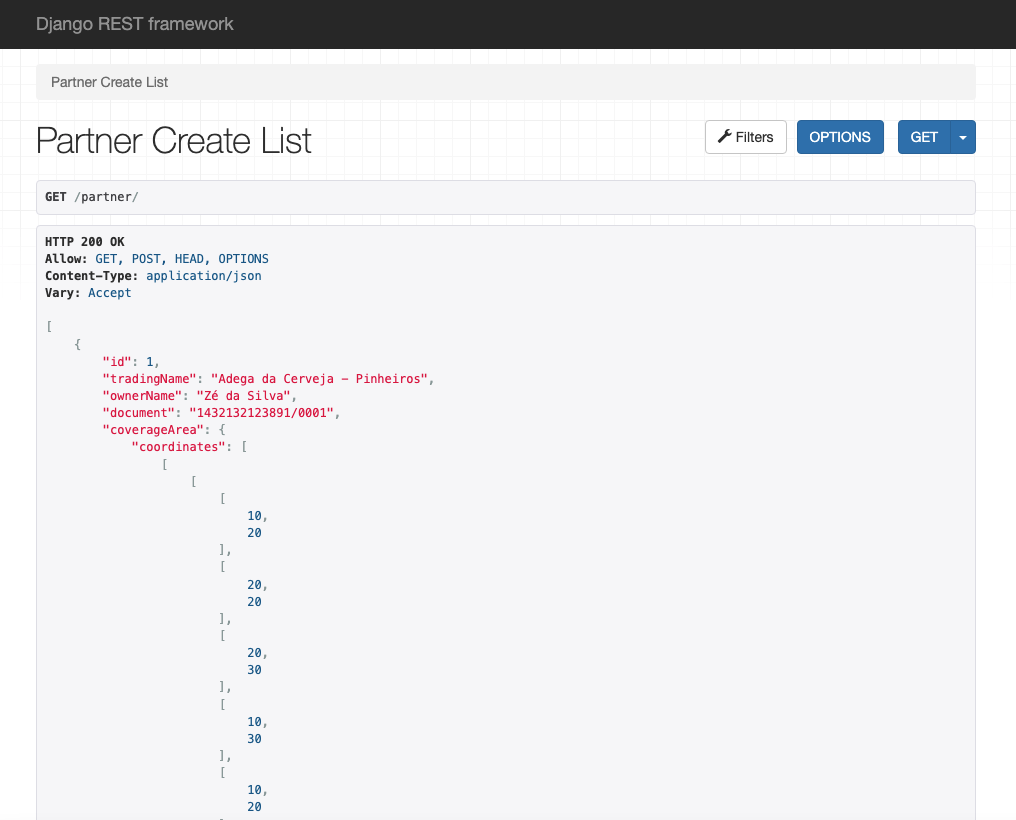 Django REST framework
Partner Create List
Partner Create List
Filters
OPTIONS
GET
GET /partner/
HTTP 200 OK
Allow: GET, POST, HEAD, OPTIONS
Content-Type: application/json
Vary: Accept
[
    {
        "id": 1,
        "tradingName": "Adega da Cerveja - Pinheiros",
        "ownerName": "Zé da Silva",
        "document": "1432132123891/0001",
        "coverageArea": {
            "coordinates": [
                [
                    [
                        [
                            10,
                            20
                        ],
                        [
                            20,
                            20
                        ],
                        [
                            20,
                            30
                        ],
                        [
                            10,
                            30
                        ],
                        [
                            10,
                            20